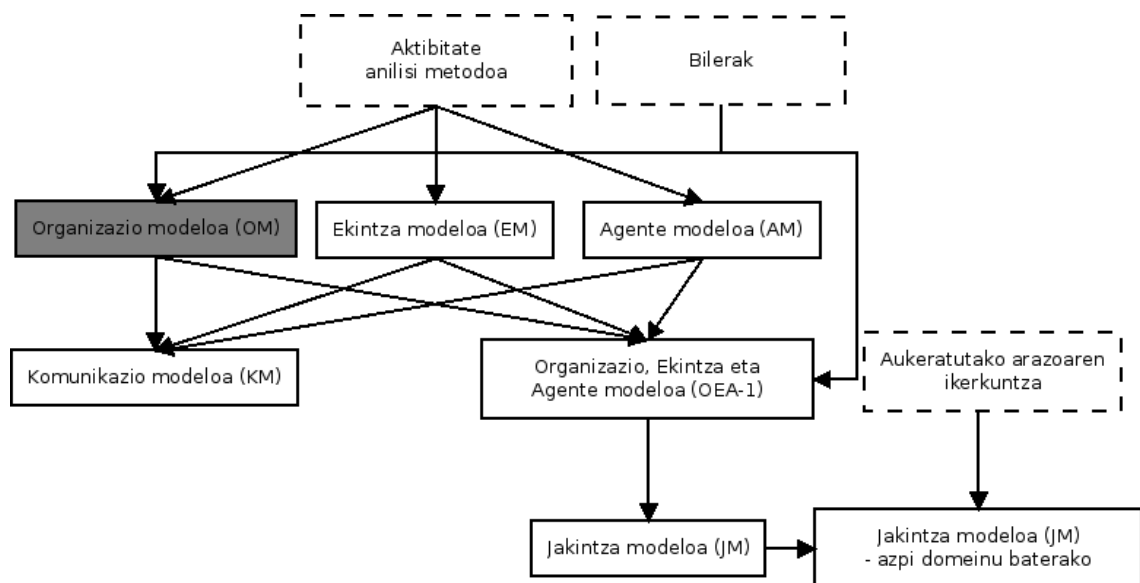 Aktibitate
anilisi metodoa
Bilerak
Organizazio modeloa (OM)
Ekintza modeloa (EM)
Agente modeloa (AM)
Komunikazio modeloa (KM)
Organizazio, Ekintza eta
Agente modeloa (OEA-1)
Aukeratutako arazoaren
ikerkuntza
Jakintza modeloa (JM)
Jakintza modeloa (JM)
- azpi domeinu baterako